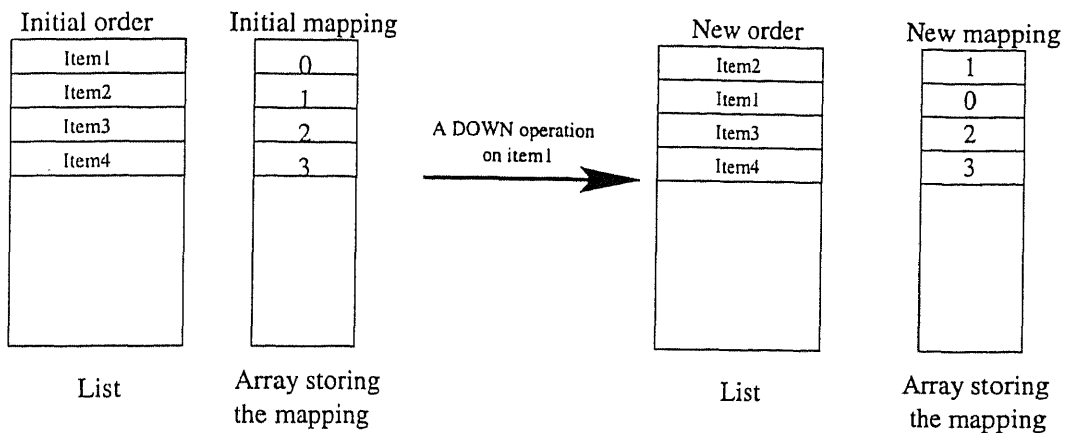 Initial order
Item1
Item2
Item3
Item4
List
Initial mapping
0
1
2
3
Array storing
the mapping
A DOWN operation
on item1
New order
Item2
Item1
Item3
Item4
List
New mapping
1
0
2
3
Array storing
the mapping